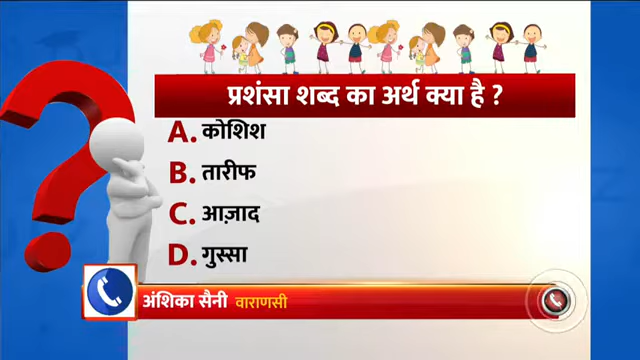 प्रशंसा शब्द का अर्थ क्या है ?
A. कोशिश
B. तारीफ
C. आज़ाद
D. गुस्सा
अंशिका सैनी वाराणसी